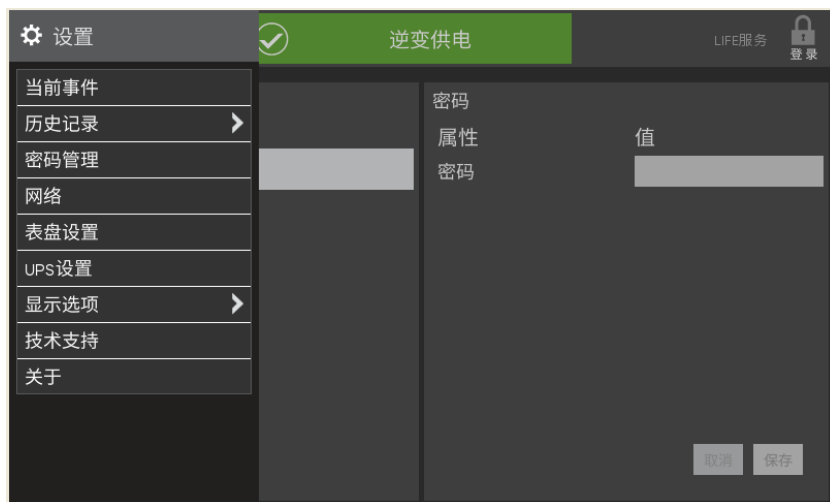 设置
逆变供电
LIFE服务
登录
当前事件
历史记录
密码管理
网络
表盘设置
UPS设置
显示选项
技术支持
关于
密码
属性 值
密码
取消 保存